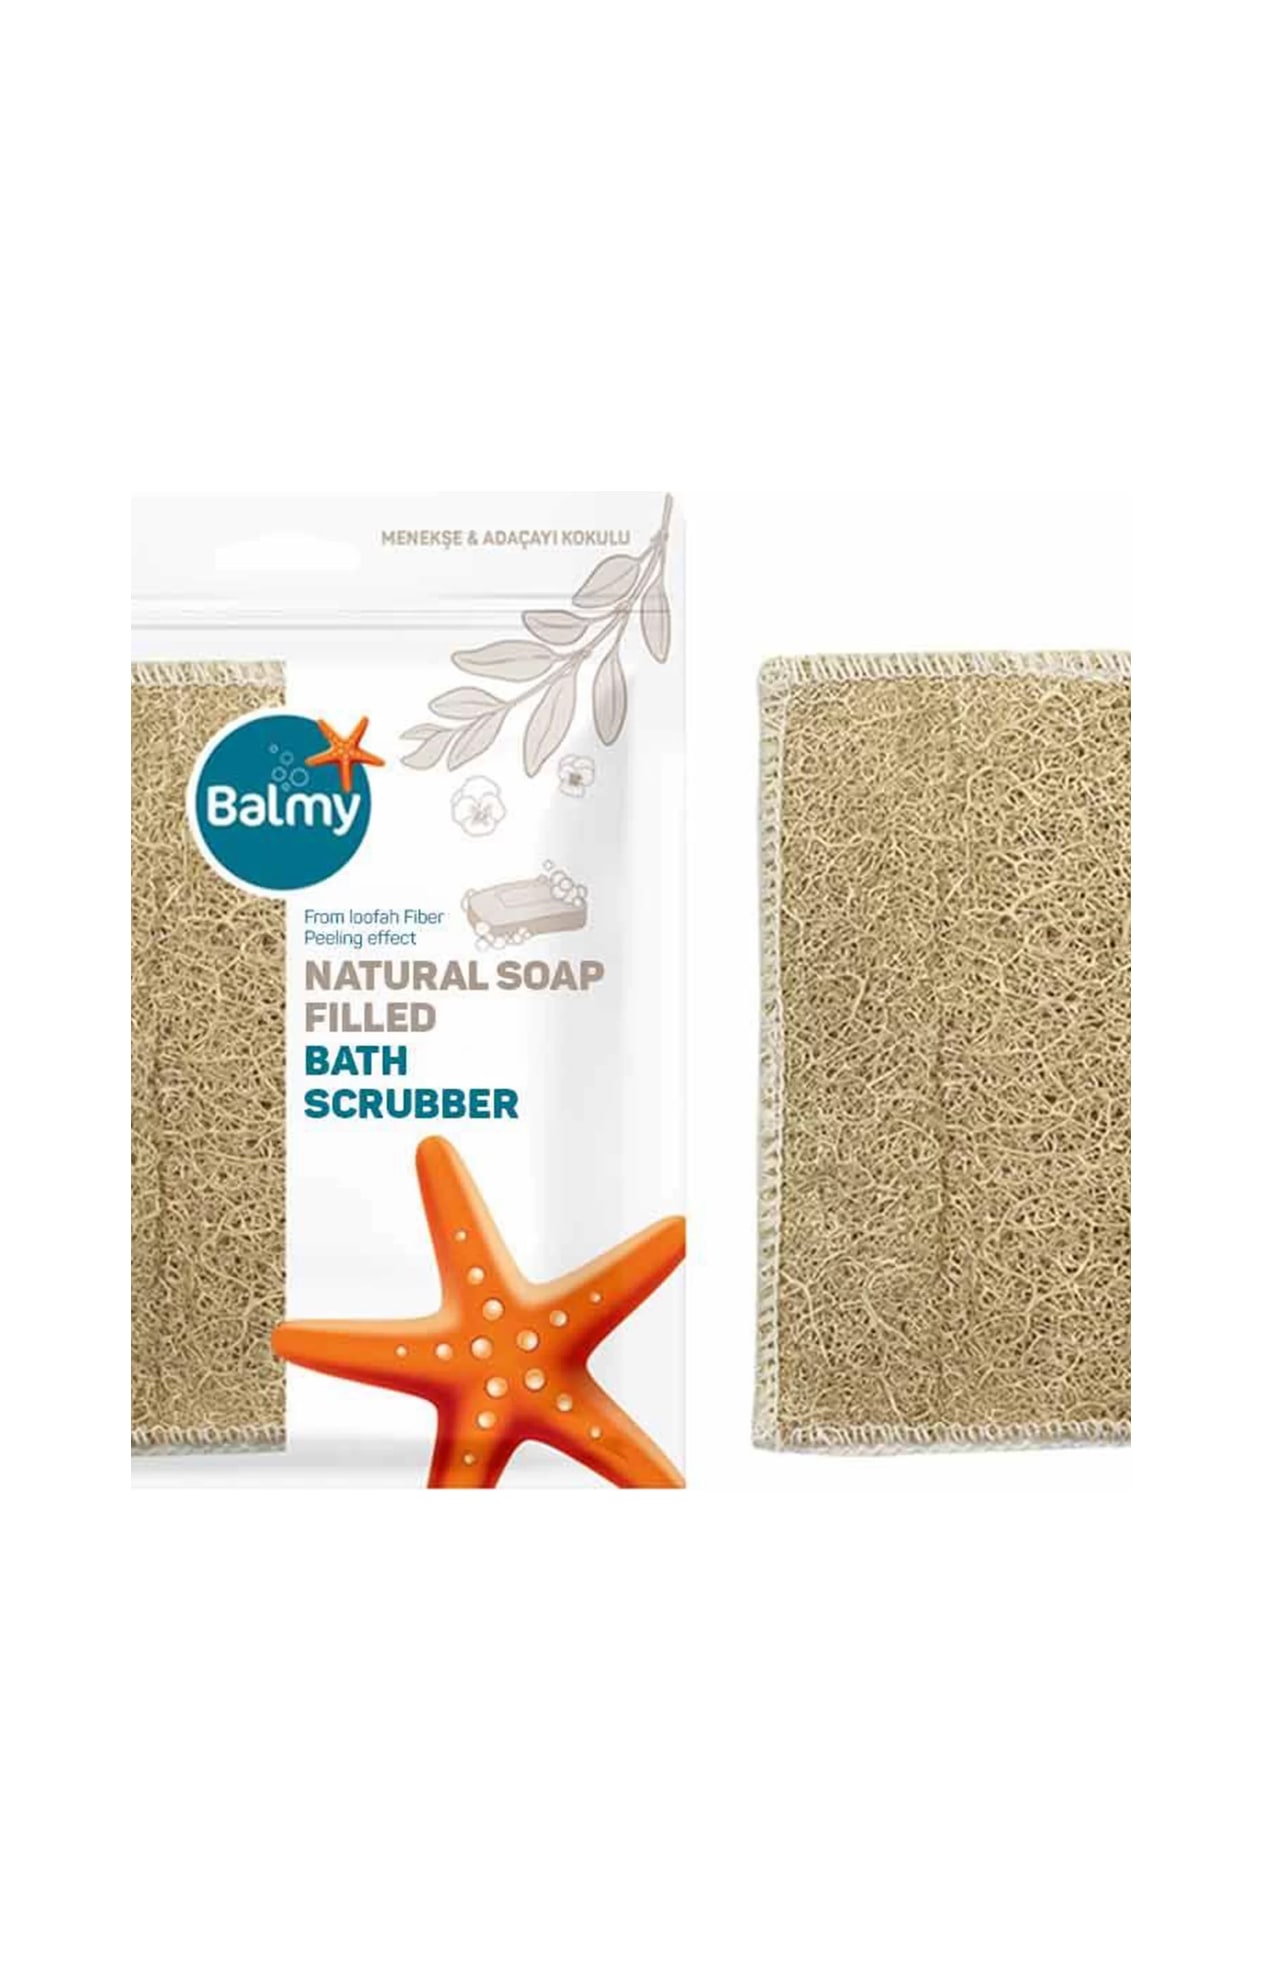 MENEKŞE & ADAÇAYI KOKULU
Balmy
From loofah Fiber
Peeling effect
NATURAL SOAP
FILLED
BATH
SCRUBBER